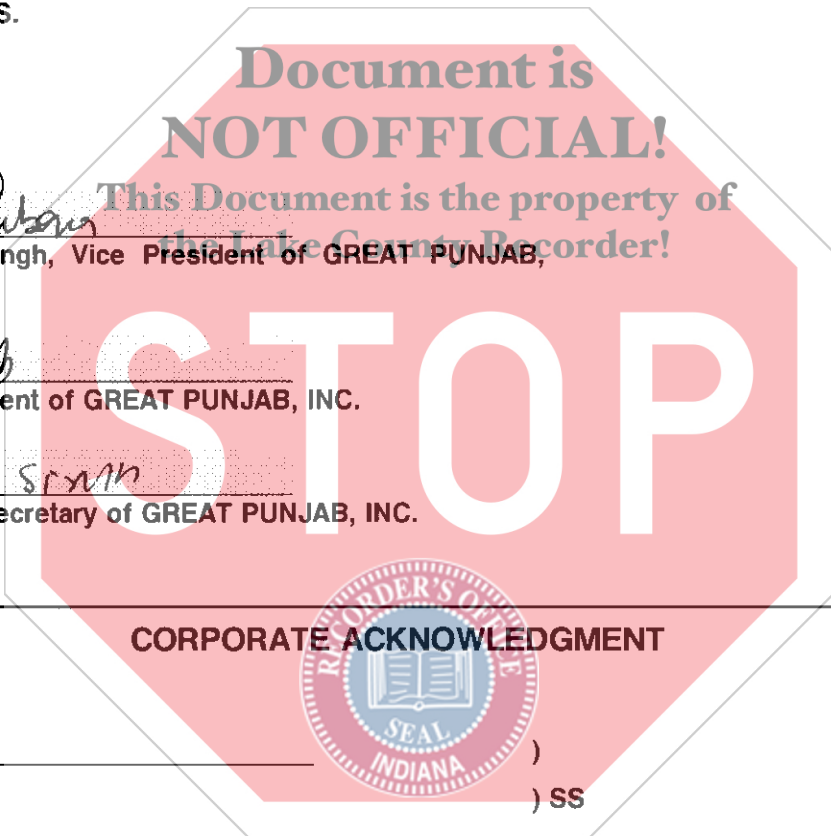 S.
Document is
NOT OFFICIAL!
This Document is the property of
the Lake County Recorder!
ngh, Vice President of GREAT PUNJAB,
ent of GREAT PUNJAB, INC.
ecretary of GREAT PUNJAB, INC.
STOP
CORPORATE ACKNOWLEDGMENT
RECORDER'S OFFICE
SEAL
INDIANA
)
) SS